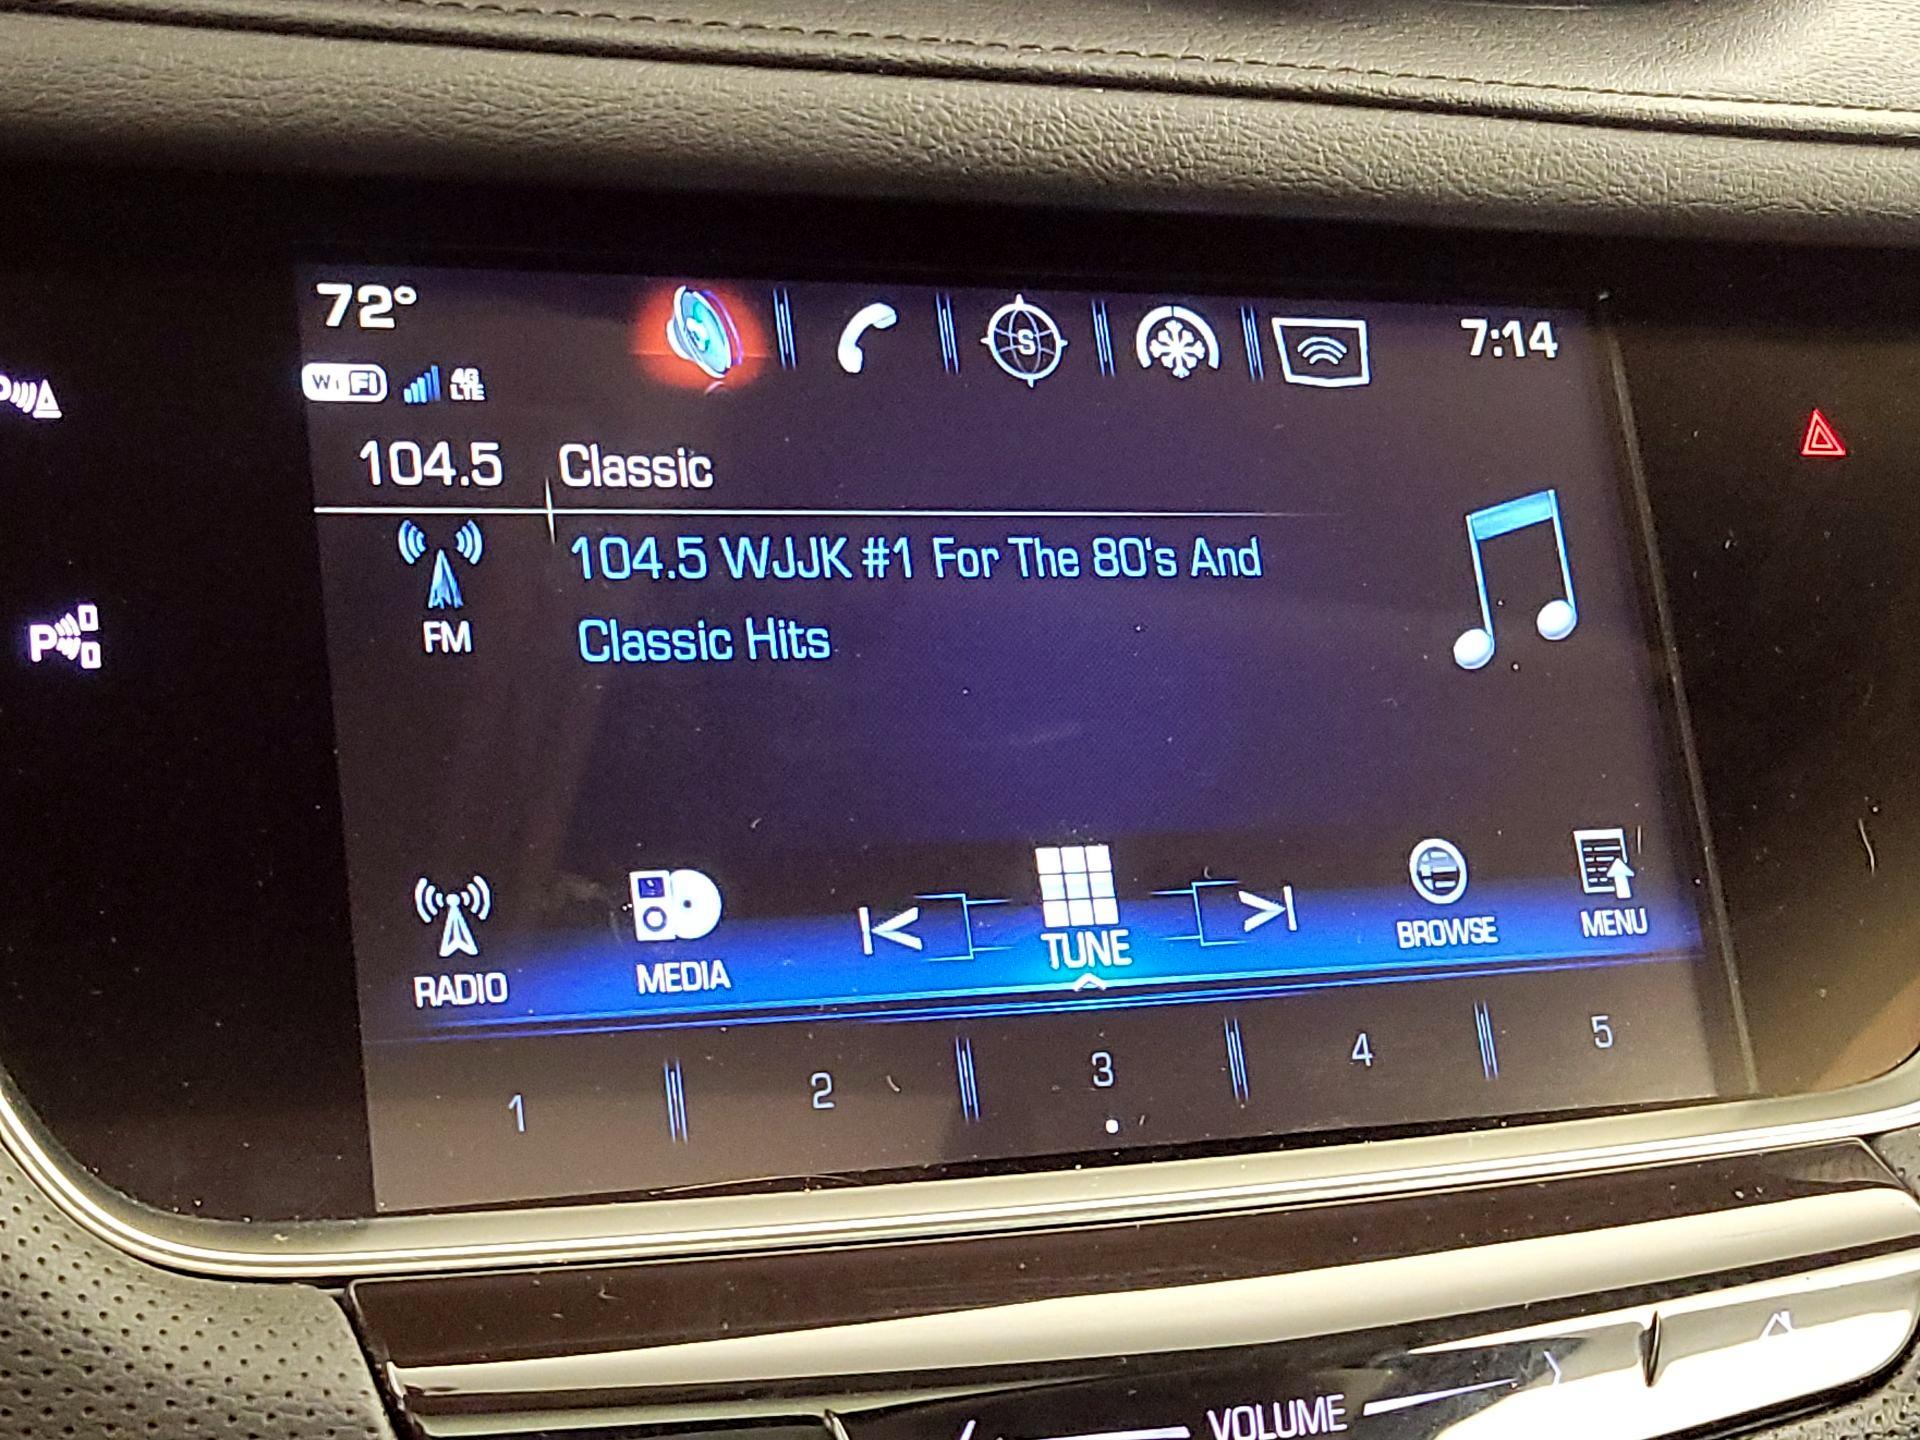 72°
7:14
WiFi 4G LTE
S
104.5 Classic
104.5 WJJK #1 For The 80's And
FM
Classic Hits
P
RADIO MEDIA TUNE BROWSE MENU
1 2 3 4 5
VOLUME